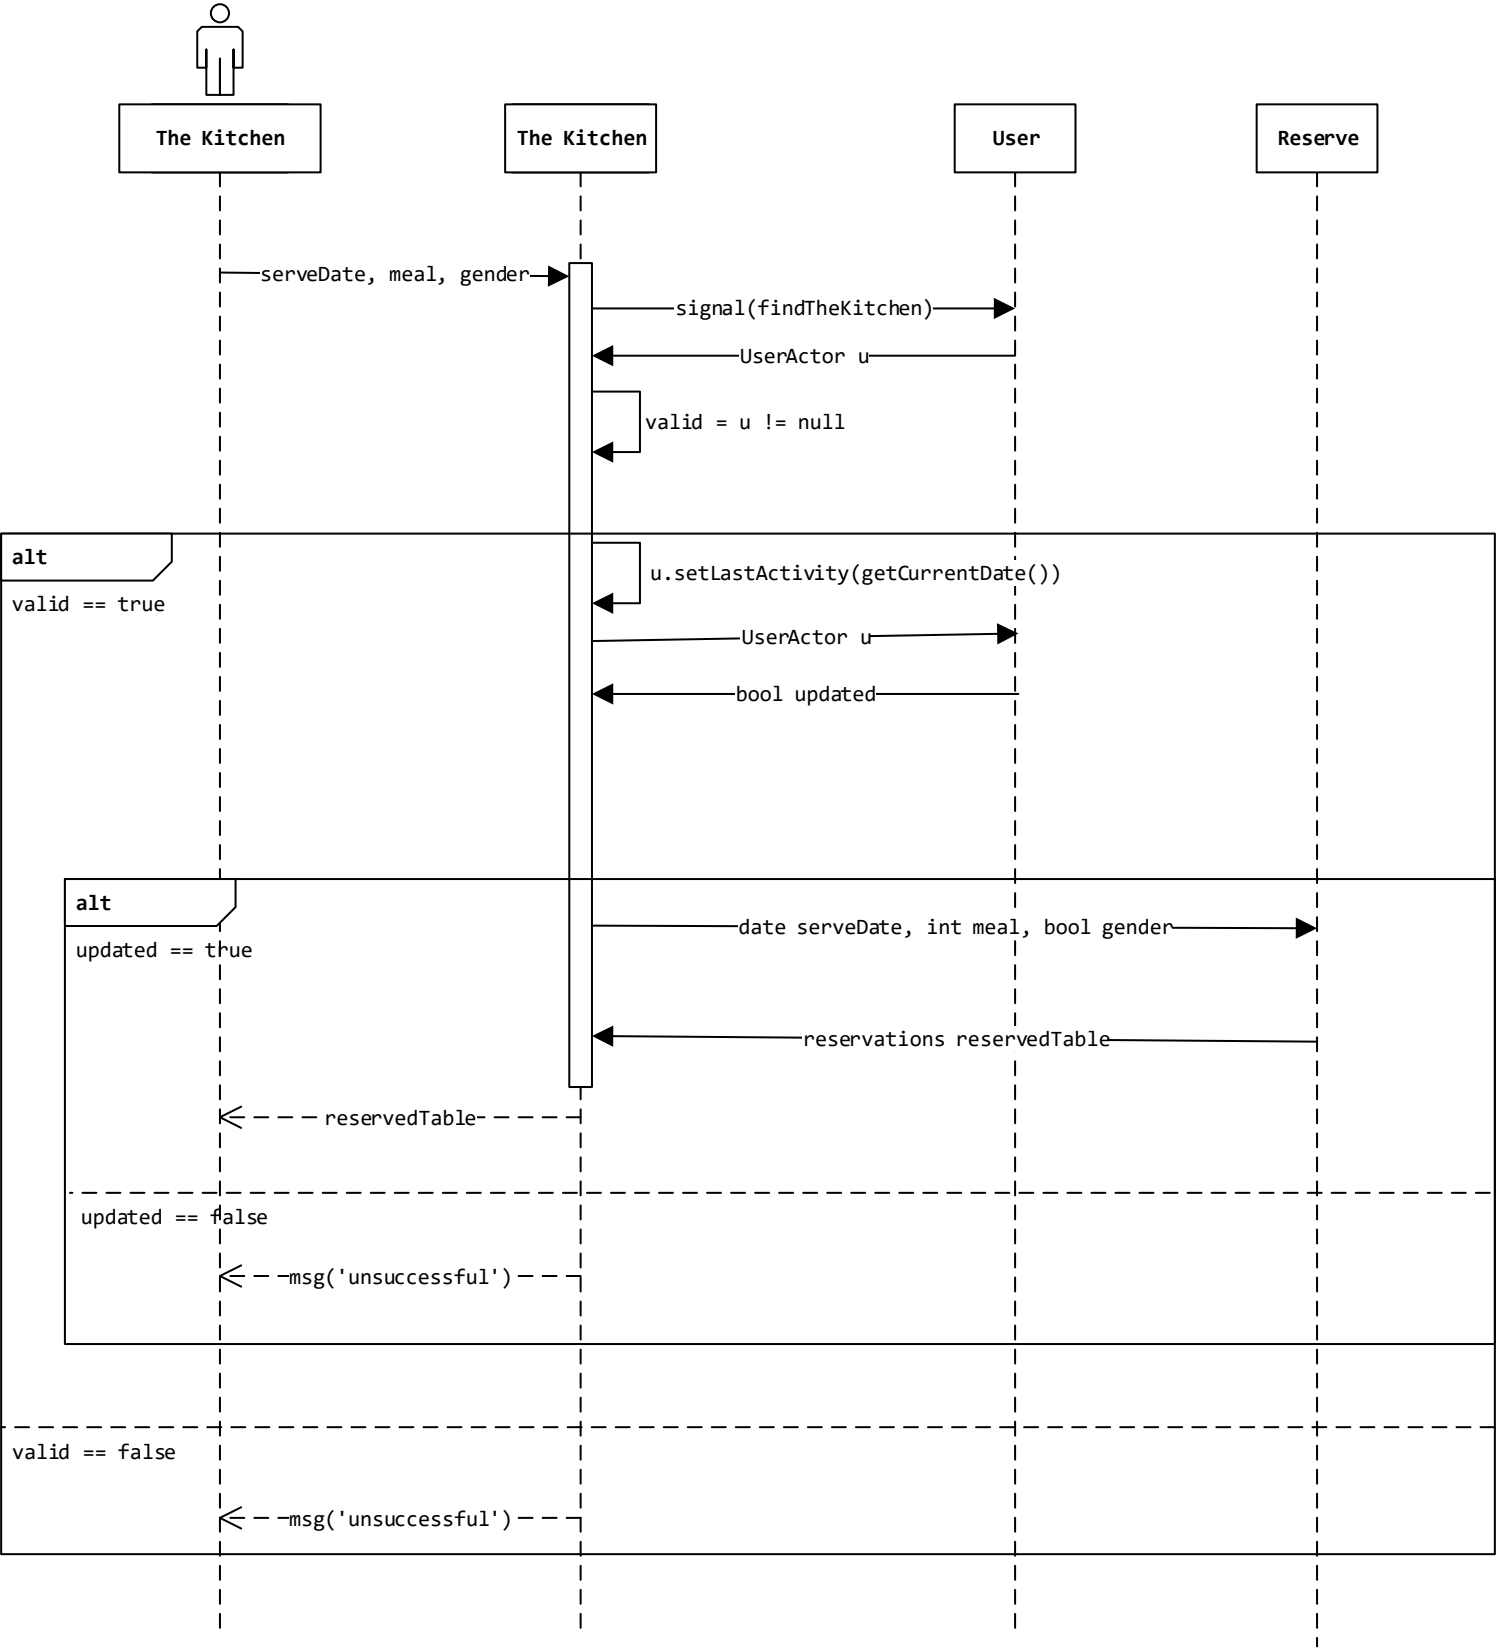 The Kitchen
The Kitchen
User
Reserve
serveDate, meal, gender
signal(findTheKitchen)
UserActor u
valid = u != null
alt
u.setLastActivity(getCurrentDate())
valid == true
UserActor u
bool updated
alt
date serveDate, int meal, bool gender
updated == true
reservations reservedTable
reservedTable
updated == false
msg('unsuccessful')
valid == false
msg('unsuccessful')